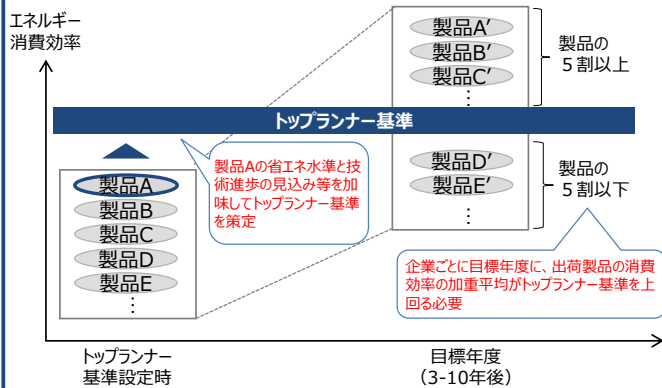 エネルギー
消費効率
製品A′
製品B′
製品C′
⋮
製品の
５割以上
トップランナー基準
製品A
製品B
製品C
製品D
製品E
⋮
製品Aの省エネ水準と技
術進歩の見込み等を加
味してトップランナー基準
を策定
製品D′
製品E′
⋮
製品の
５割以下
企業ごとに目標年度に、出荷製品の消費
効率の加重平均がトップランナー基準を上
回る必要
トップランナー
基準設定時
目標年度
（3-10年後）